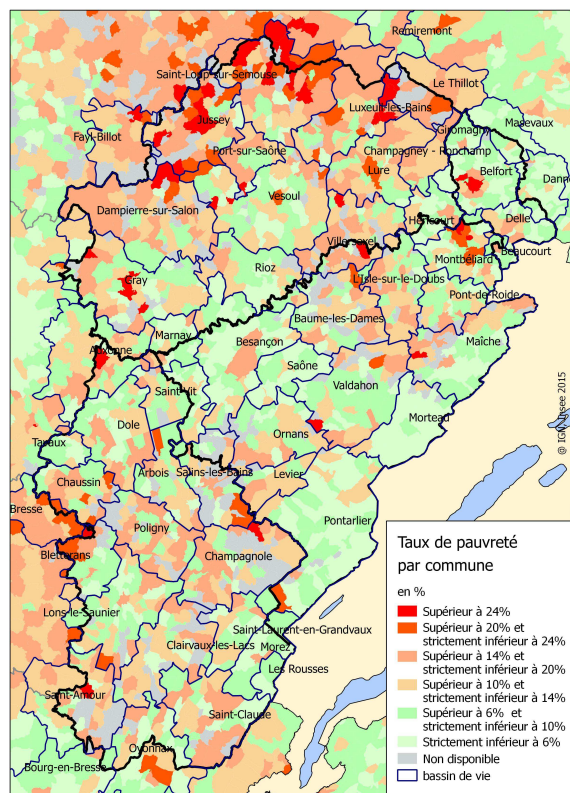 Remiremont
Saint-Loup-sur-Semouse
Le Thillot
Luxeuil-les-Bains
Jussey
Masevaux
Fayl-Billot
Giromagny
Port-sur-Saône
Champagney - Ronchamp
Lure
Belfort
Danne
Vesoul
Dampierre-sur-Salon
Héricourt
Delle
Villersexel
Beaucourt
Montbéliard
Rioz
Gray
L'Isle-sur-le-Doubs
Pont-de-Roide
Baume-les-Dames
Marnay
Besançon
Maîche
Auxonne
Saône
Valdahon
Saint-Vit
Morteau
Dole
Ornans
Tavaux
Arbois
Salins-les-Bains
Levier
Chaussin
Bresse
Pontarlier
Poligny
Bletterans
Champagnole
Lons-le-Saunier
Saint-Laurent-en-Grandvaux
Clairvaux-les-Lacs
Morez
Les Rousses
Saint-Amour
Saint-Claude
Oyonnax
Bourg-en-Bresse
© IGN, Insee 2015
Taux de pauvreté
par commune
en %
Supérieur à 24%
Supérieur à 20% et
strictement inférieur à 24%
Supérieur à 14% et
strictement inférieur à 20%
Supérieur à 10% et
strictement inférieur à 14%
Supérieur à 6% et
strictement inférieur à 10%
Strictement inférieur à 6%
Non disponible
bassin de vie